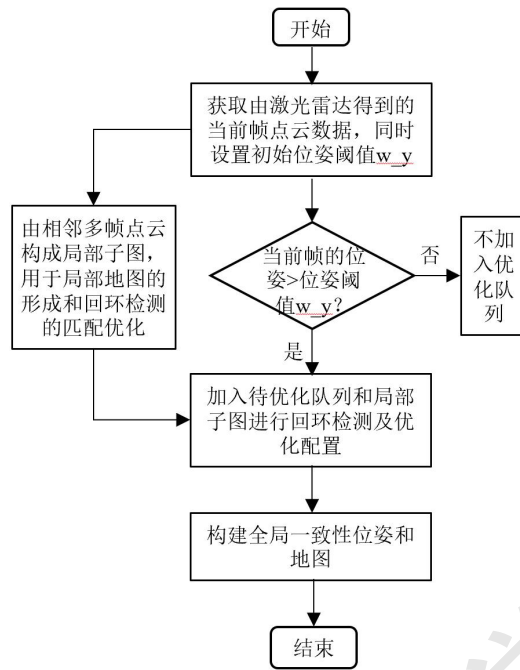 开始
获取由激光雷达得到的
当前帧点云数据，同时
设置初始位姿阈值w_y
由相邻多帧点云
构成局部子图，
用于局部地图的
形成和回环检测
的匹配优化
当前帧的位
姿>位姿阈
值w_y？
否
不加
入优
化队
列
是
加入待优化队列和局部
子图进行回环检测及优
化配置
构建全局一致性位姿和
地图
结束